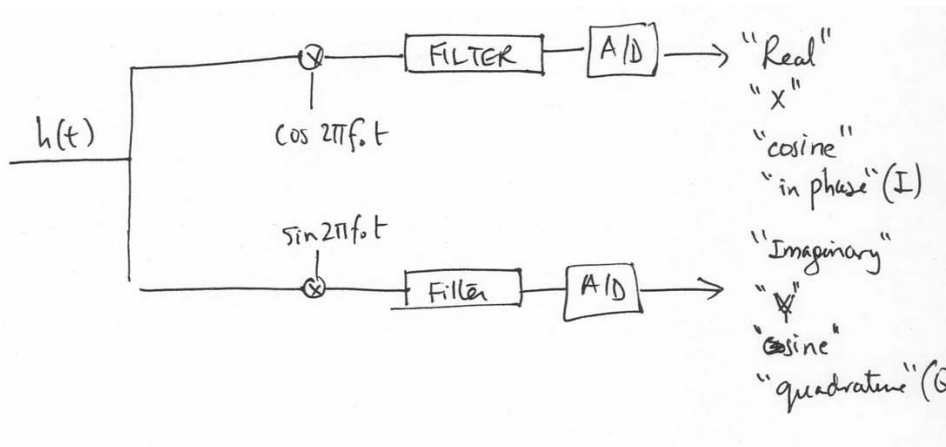 h(t)
cos 2πf₀t
FILTER
A/D
"Real"
"X"
"cosine"
"in phase" (I)
sin 2πf₀t
Filter
A/D
"Imaginary"
"Y"
"sine"
"quadrature" (Q